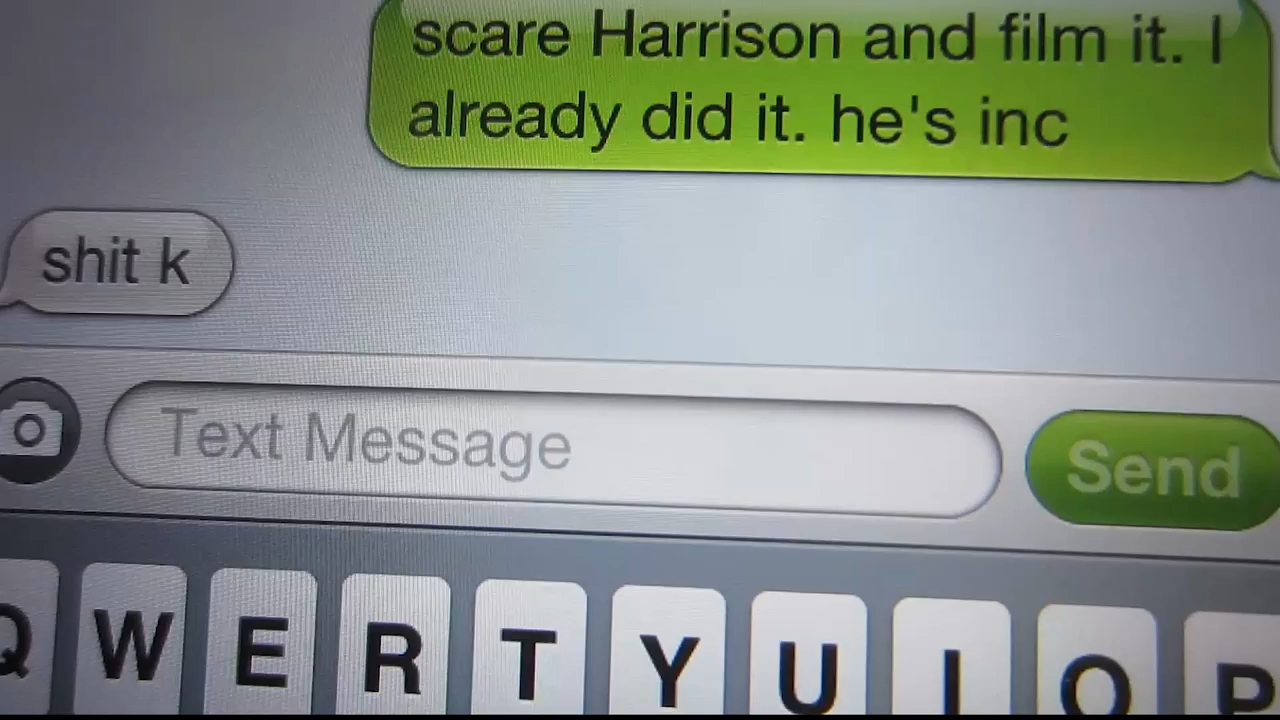 scare Harrison and film it. I
already did it. he's inc
shit k
Text Message
Send
Q W E R T Y U I O P